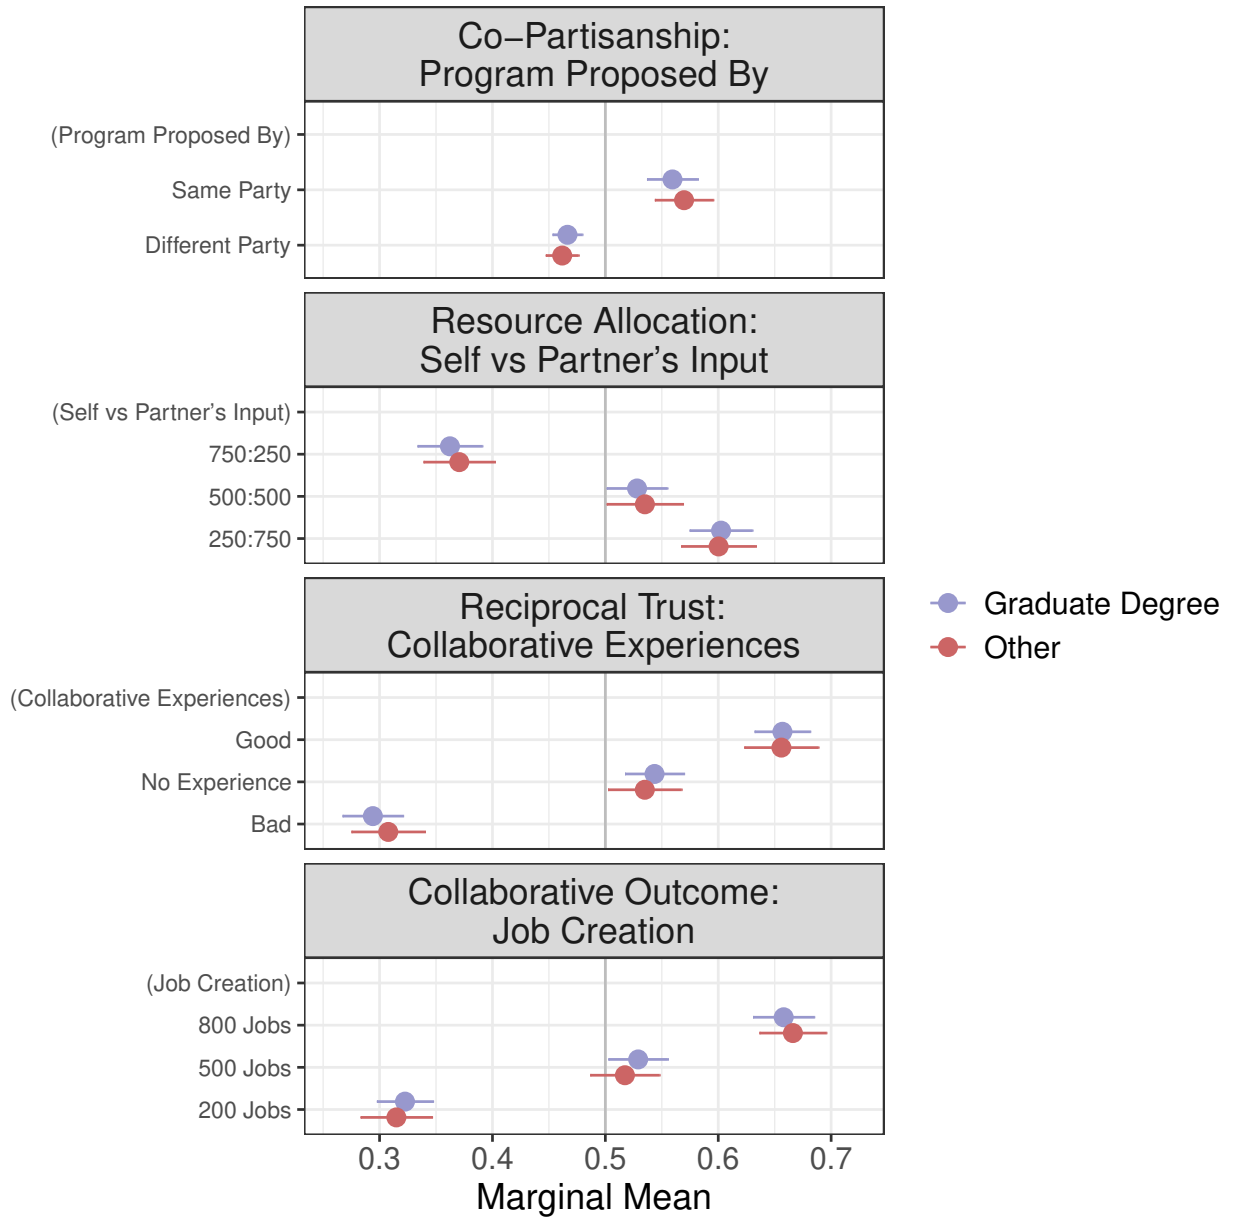 Co−Partisanship:
Program Proposed By
(Program Proposed By)
Same Party
Different Party
Resource Allocation:
Self vs Partner’s Input
(Self vs Partner’s Input)
750:250
500:500
250:750
Reciprocal Trust:
Collaborative Experiences
(Collaborative Experiences)
Good
No Experience
Bad
Collaborative Outcome:
Job Creation
(Job Creation)
800 Jobs
500 Jobs
200 Jobs
0.3 0.4 0.5 0.6 0.7
Marginal Mean
Graduate Degree
Other